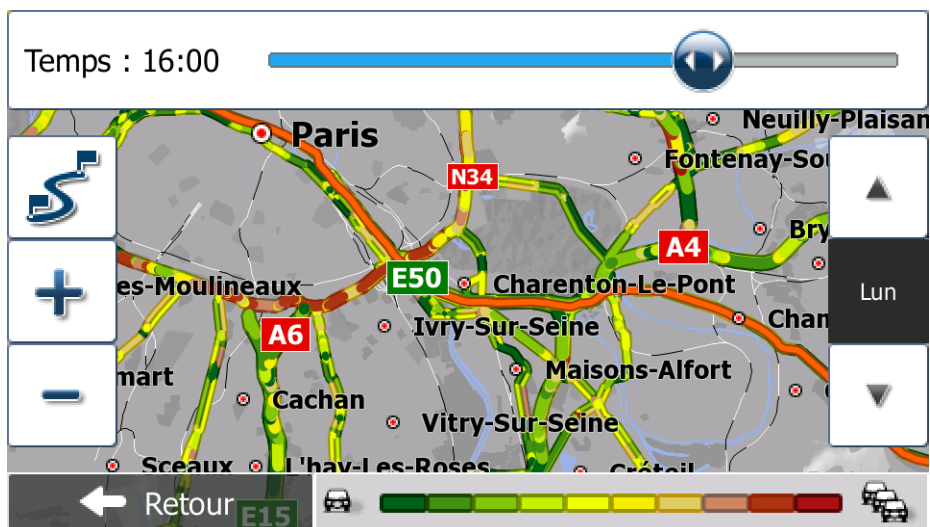 Temps : 16:00
Neuilly-Plaisan
Paris
Fontenay-Sou
N34
Bry
A4
E50
es-Moulineaux
Charenton-Le-Pont
Lun
Cham
Ivry-Sur-Seine
A6
mart
Maisons-Alfort
Cachan
Vitry-Sur-Seine
Sceaux
L'hay-Les-Roses
Créteil
Retour
E15